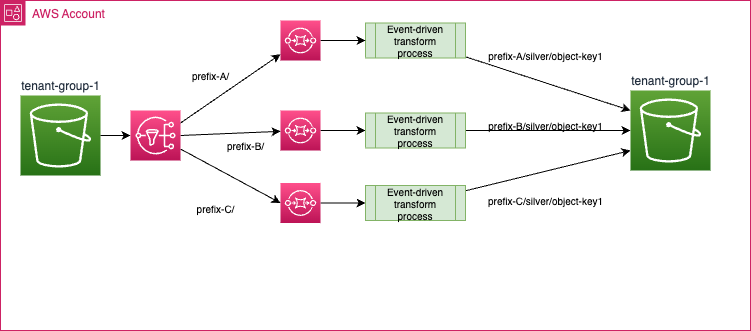 AWS Account
tenant-group-1
prefix-A/
prefix-B/
prefix-C/
Event-driven
transform
process
Event-driven
transform
process
Event-driven
transform
process
prefix-A/silver/object-key1
prefix-B/silver/object-key1
prefix-C/silver/object-key1
tenant-group-1